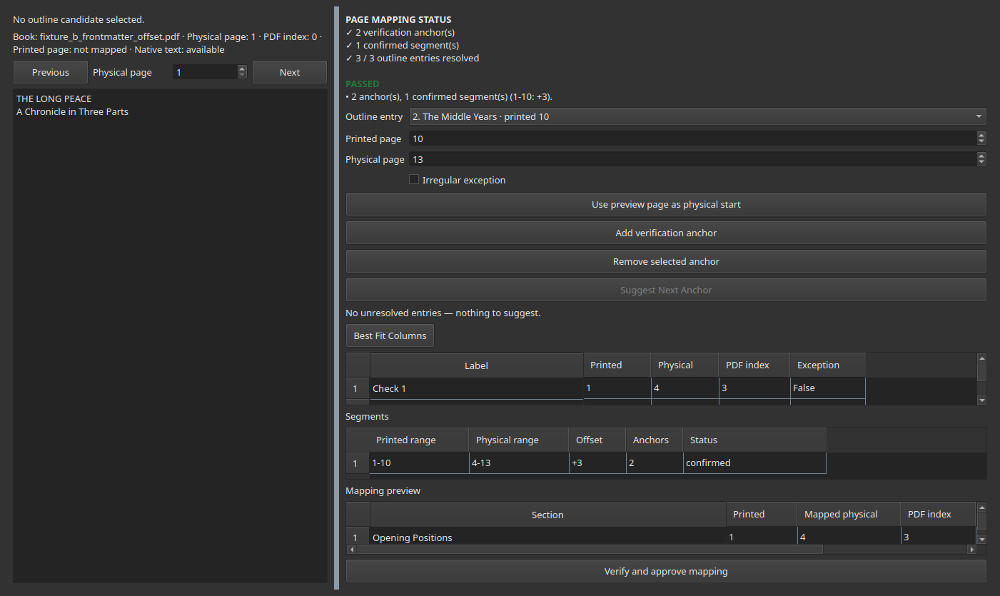 No outline candidate selected.
Book: fixture_b_frontmatter_offset.pdf · Physical page: 1 · PDF index: 0 ·
Printed page: not mapped · Native text: available
Previous
Physical page
1
Next
THE LONG PEACE
A Chronicle in Three Parts
PAGE MAPPING STATUS
✓ 2 verification anchor(s)
✓ 1 confirmed segment(s)
✓ 3 / 3 outline entries resolved
PASSED
• 2 anchor(s), 1 confirmed segment(s) (1-10: +3).
Outline entry 2. The Middle Years · printed 10
Printed page 10
Physical page 13
Irregular exception
Use preview page as physical start
Add verification anchor
Remove selected anchor
Suggest Next Anchor
No unresolved entries — nothing to suggest.
Best Fit Columns
Label Printed Physical PDF index Exception
1 Check 1 1 4 3 False
Segments
Printed range Physical range Offset Anchors Status
1 1-10 4-13 +3 2 confirmed
Mapping preview
Section Printed Mapped physical PDF index
1 Opening Positions 1 4 3
Verify and approve mapping